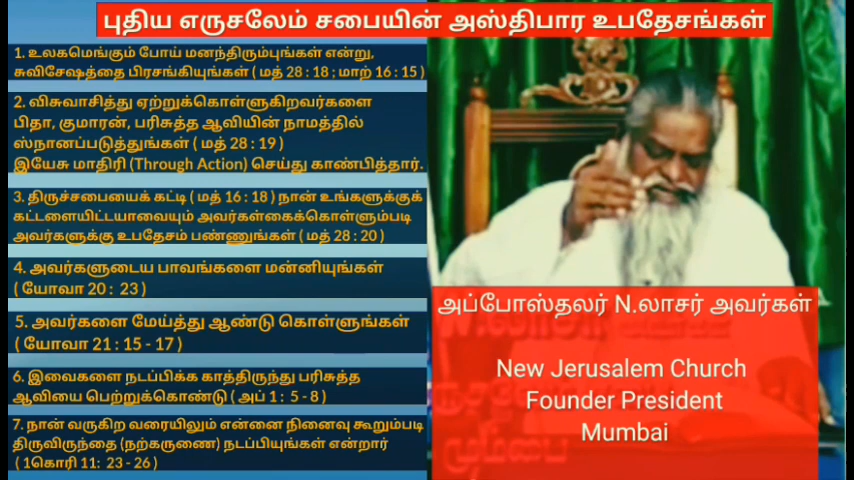 புதிய எருசலேம் சபையின் அஸ்திபார உபதேசங்கள்
1. உலகமெங்கும் போய் மனந்திரும்புங்கள் என்று,
சுவிசேஷத்தை பிரசங்கியுங்கள் ( மத் 28 : 18 ; மாற் 16 : 15 )
2. விசுவாசித்து ஏற்றுக்கொள்ளுகிறவர்களை
பிதா, குமாரன், பரிசுத்த ஆவியின் நாமத்தில்
ஸ்நானப்படுத்துங்கள் ( மத் 28 : 19 )
இயேசு மாதிரி (Through Action) செய்து காண்பித்தார்.
3. திருச்சபையைக் கட்டி ( மத் 16 : 18 ) நான் உங்களுக்குக்
கட்டளையிட்டயாவையும் அவர்கள்கைக்கொள்ளும்படி
அவர்களுக்கு உபதேசம் பண்ணுங்கள் ( மத் 28 : 20 )
4. அவர்களுடைய பாவங்களை மன்னியுங்கள்
( யோவா 20 : 23 )
5. அவர்களை மேய்த்து ஆண்டு கொள்ளுங்கள்
( யோவா 21 : 15 - 17 )
6. இவைகளை நடப்பிக்க காத்திருந்து பரிசுத்த
ஆவியை பெற்றுக்கொண்டு ( அப் 1 : 5 - 8 )
7. நான் வருகிற வரையிலும் என்னை நினைவு கூறும்படி
திருவிருந்தை (நற்கருணை) நடப்பியுங்கள் என்றார்
( 1கொரி 11: 23 - 26 )
அப்போஸ்தலர் N.லாசர் அவர்கள்
New Jerusalem Church
Founder President
Mumbai
மும்பை